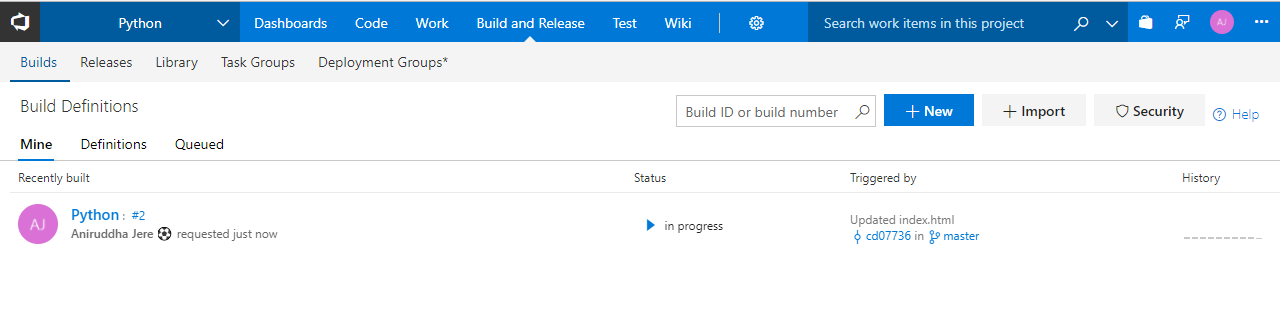 Python Dashboards Code Work Build and Release Test Wiki Search work items in this project AJ ...
Builds Releases Library Task Groups Deployment Groups*
Build Definitions
Build ID or build number + New + Import Security Help
Mine Definitions Queued
Recently built Status Triggered by History
AJ
Python : #2
Aniruddha Jere ⚽ requested just now
in progress
Updated index.html
cd07736 in master